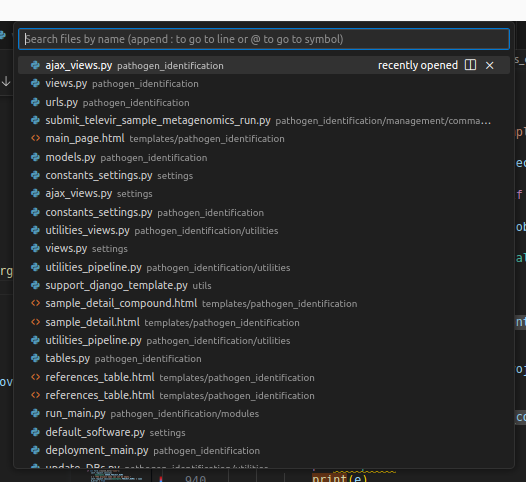 Search files by name (append : to go to line or @ to go to symbol)
ajax_views.py pathogen_identification recently opened
views.py pathogen_identification
urls.py pathogen_identification
submit_televir_sample_metagenomics_run.py pathogen_identification/management/comma...
main_page.html templates/pathogen_identification
models.py pathogen_identification
constants_settings.py settings
ajax_views.py settings
constants_settings.py pathogen_identification
utilities_views.py pathogen_identification/utilities
views.py settings
utilities_pipeline.py pathogen_identification/utilities
support_django_template.py utils
sample_detail_compound.html templates/pathogen_identification
sample_detail.html templates/pathogen_identification
utilities_pipeline.py pathogen_identification/utilities
tables.py pathogen_identification
references_table.html templates/pathogen_identification
references_table.html templates/pathogen_identification
run_main.py pathogen_identification/modules
default_software.py settings
deployment_main.py pathogen_identification
update_DBs.py pathogen_identification/utilities
940 print(e)